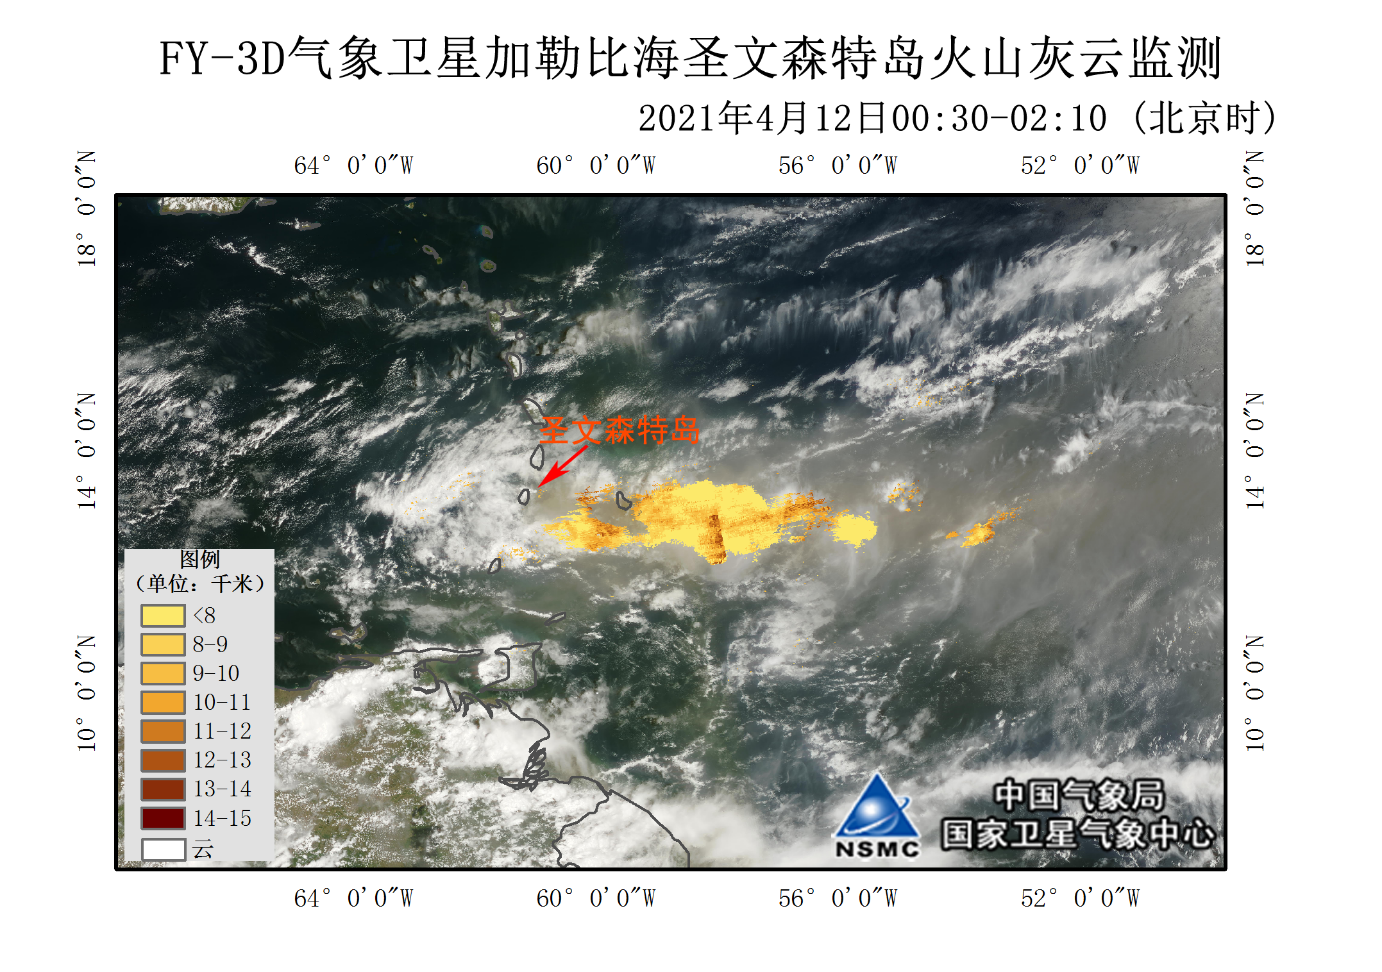 FY-3D气象卫星加勒比海圣文森特岛火山灰云监测
2021年4月12日00:30-02:10 (北京时)
64° 0'0"W 60° 0'0"W 56° 0'0"W 52° 0'0"W
18° 0'0"N
18° 0'0"N
圣文森特岛
14° 0'0"N
14° 0'0"N
图例
(单位: 千米)
<8
8-9
9-10
10-11
11-12
12-13
13-14
14-15
云
10° 0'0"N
10° 0'0"N
NSMC
中国气象局
国家卫星气象中心
64° 0'0"W 60° 0'0"W 56° 0'0"W 52° 0'0"W